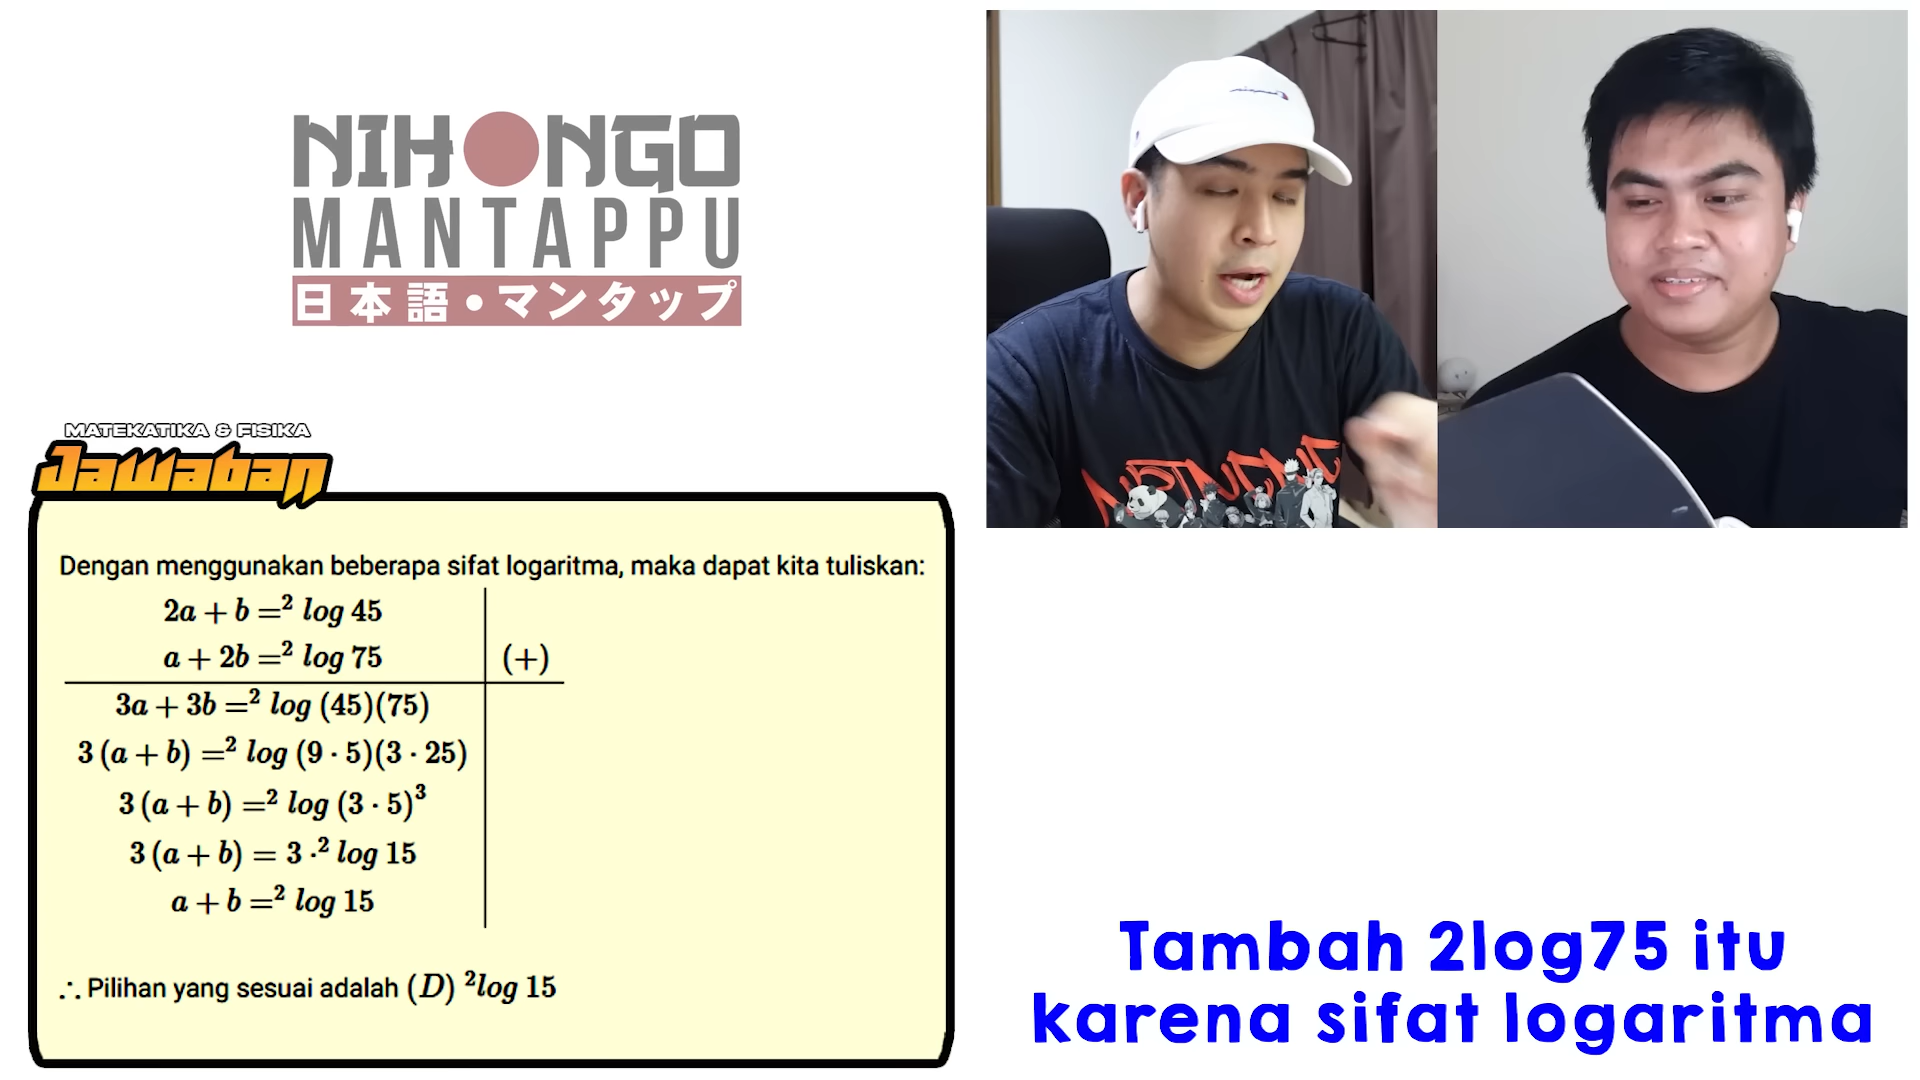 NIHONGO
MANTAPPU
日本語・マンタップ
MATEKATIKA & FISIKA
Jawaban
Dengan menggunakan beberapa sifat logaritma, maka dapat kita tuliskan:
2a + b =² log 45
a + 2b =² log 75 (+)
3a + 3b =² log (45)(75)
3 (a + b) =² log (9 · 5)(3 · 25)
3 (a + b) =² log (3 · 5)³
3 (a + b) = 3 ·² log 15
a + b =² log 15
∴ Pilihan yang sesuai adalah (D) ²log 15
Tambah 2log75 itu
karena sifat logaritma